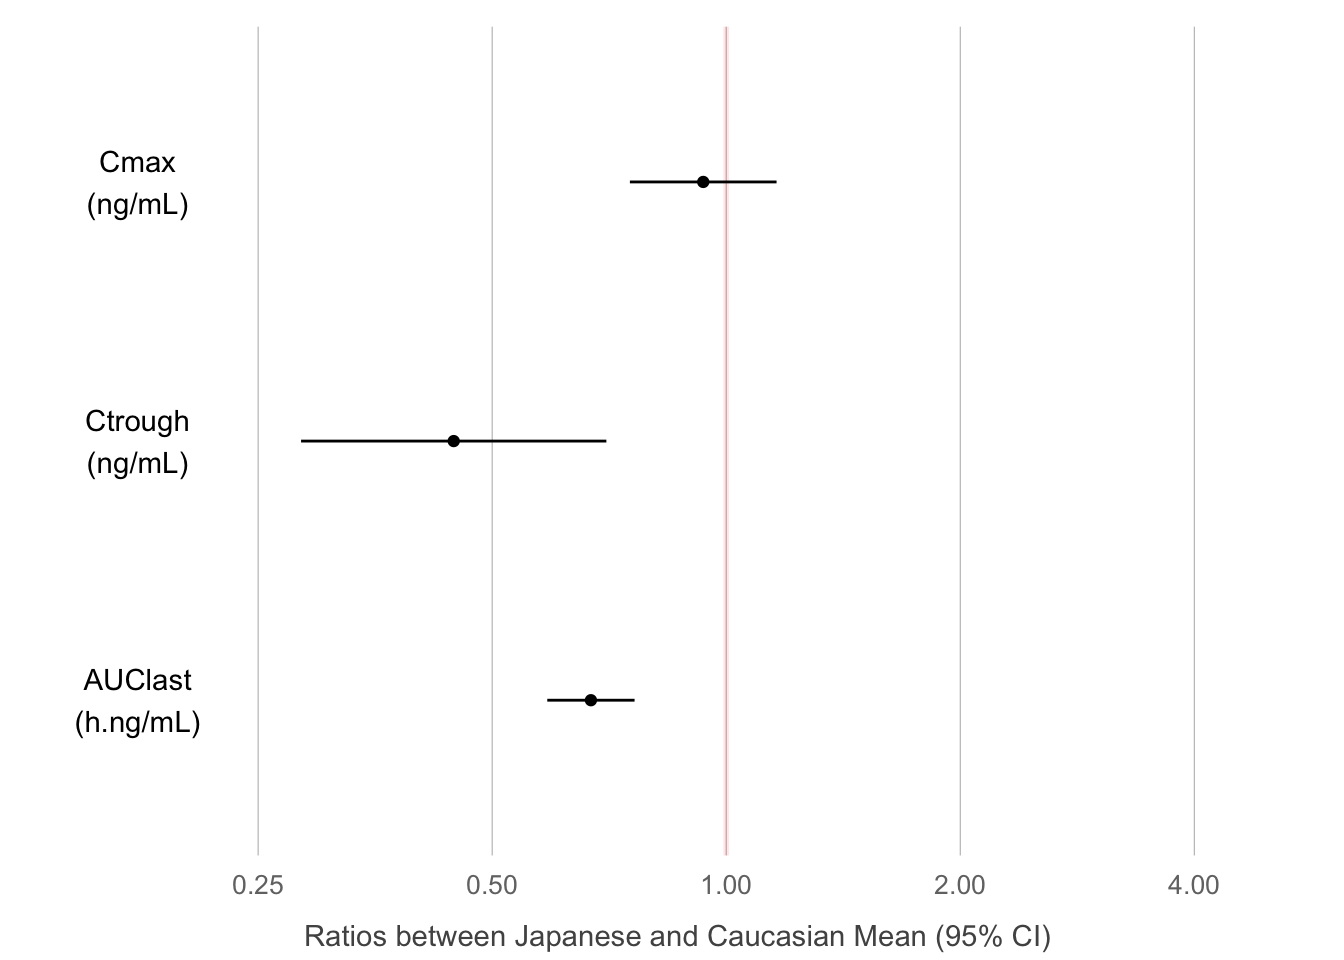 Cmax
(ng/mL)
Ctrough
(ng/mL)
AUClast
(h.ng/mL)
0.25 0.50 1.00 2.00 4.00
Ratios between Japanese and Caucasian Mean (95% CI)